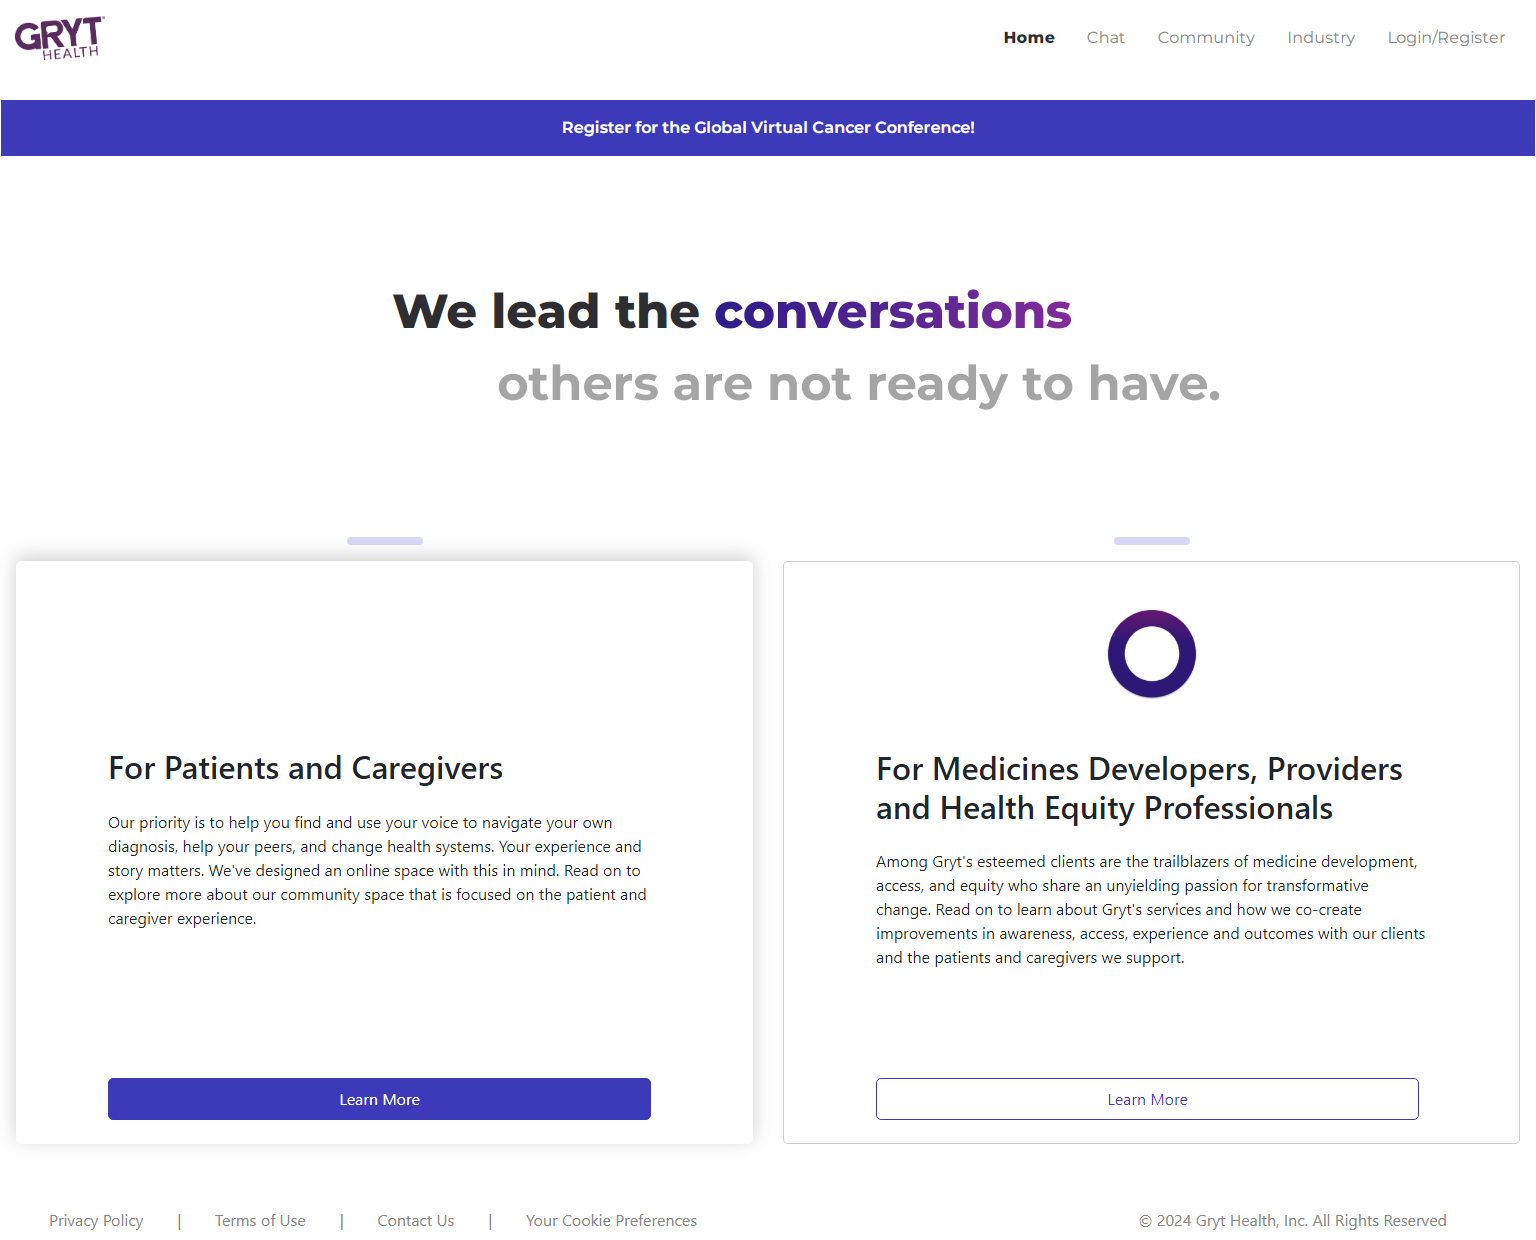 GRYT
HEALTH
Home Chat Community Industry Login/Register
Register for the Global Virtual Cancer Conference!
We lead the conversations
others are not ready to have.
For Patients and Caregivers
Our priority is to help you find and use your voice to navigate your own
diagnosis, help your peers, and change health systems. Your experience and
story matters. We've designed an online space with this in mind. Read on to
explore more about our community space that is focused on the patient and
caregiver experience.
Learn More
For Medicines Developers, Providers
and Health Equity Professionals
Among Gryt's esteemed clients are the trailblazers of medicine development,
access, and equity who share an unyielding passion for transformative
change. Read on to learn about Gryt's services and how we co-create
improvements in awareness, access, experience and outcomes with our clients
and the patients and caregivers we support.
Learn More
Privacy Policy | Terms of Use | Contact Us | Your Cookie Preferences
© 2024 Gryt Health, Inc. All Rights Reserved